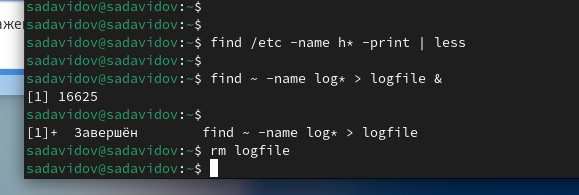 ажен
sadavidov@sadavidov:~$
sadavidov@sadavidov:~$
sadavidov@sadavidov:~$ find /etc -name h* -print | less
sadavidov@sadavidov:~$
sadavidov@sadavidov:~$ find ~ -name log* > logfile &
[1] 16625
sadavidov@sadavidov:~$
[1]+  Завершён        find ~ -name log* > logfile
sadavidov@sadavidov:~$ rm logfile
sadavidov@sadavidov:~$